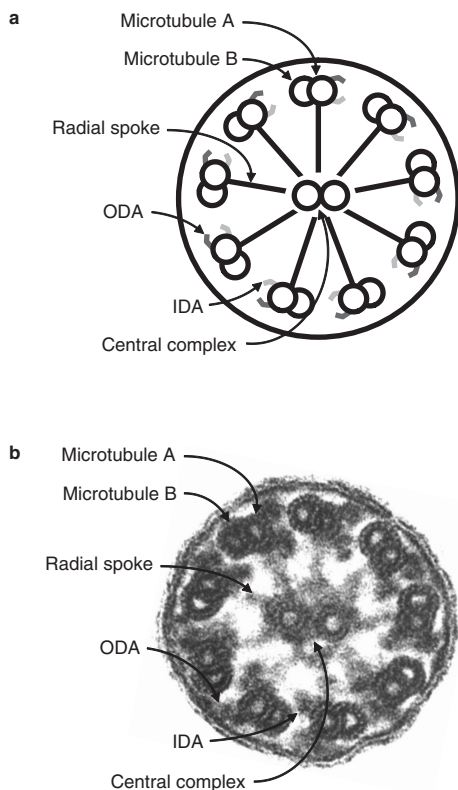 a
Microtubule A
Microtubule B
Radial spoke
ODA
IDA
Central complex
b
Microtubule A
Microtubule B
Radial spoke
ODA
IDA
Central complex